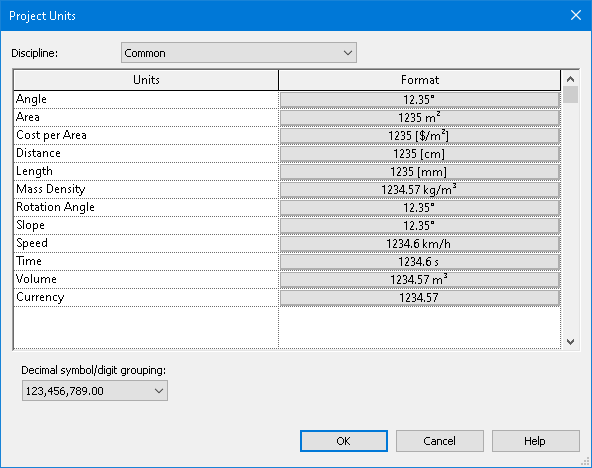 Project Units
Discipline: Common
Units Format
Angle 12.35°
Area 1235 m²
Cost per Area 1235 [$/m²]
Distance 1235 [cm]
Length 1235 [mm]
Mass Density 1234.57 kg/m³
Rotation Angle 12.35°
Slope 12.35°
Speed 1234.6 km/h
Time 1234.6 s
Volume 1234.57 m³
Currency 1234.57
Decimal symbol/digit grouping:
123,456,789.00
OK Cancel Help